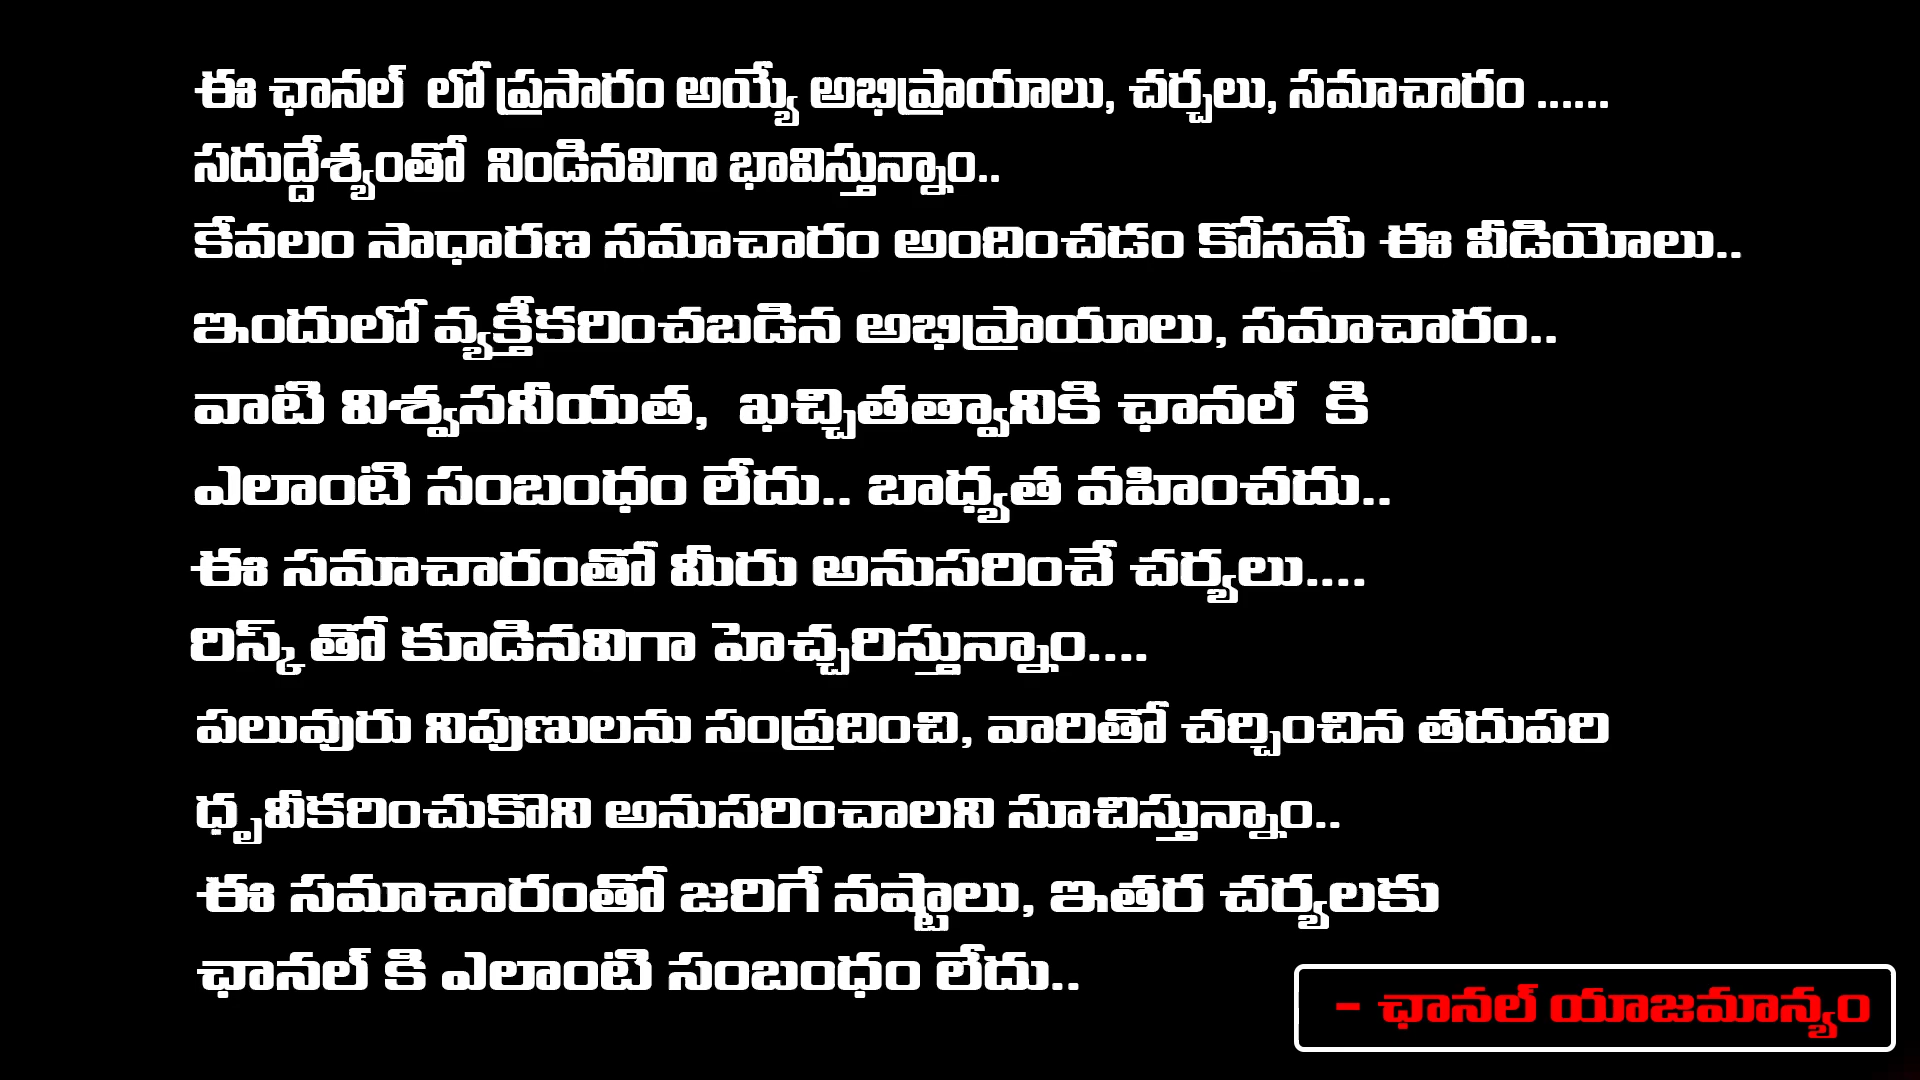 ఈ ఛానల్ లో ప్రసారం అయ్యే అభిప్రాయాలు, చర్చలు, సమాచారం ......
సదుద్దేశ్యంతో నిండినవిగా భావిస్తున్నాం..
కేవలం సాధారణ సమాచారం అందించడం కోసమే ఈ వీడియోలు..
ఇందులో వ్యక్తీకరించబడిన అభిప్రాయాలు, సమాచారం..
వాటి విశ్వసనీయత, ఖచ్చితత్వానికి ఛానల్ కి
ఎలాంటి సంబంధం లేదు.. బాధ్యత వహించదు..
ఈ సమాచారంతో మీరు అనుసరించే చర్యలు....
రిస్క్ తో కూడినవిగా హెచ్చరిస్తున్నాం....
పలువురు నిపుణులను సంప్రదించి, వారితో చర్చించిన తదుపరి
ధృవీకరించుకొని అనుసరించాలని సూచిస్తున్నాం..
ఈ సమాచారంతో జరిగే నష్టాలు, ఇతర చర్యలకు
ఛానల్ కి ఎలాంటి సంబంధం లేదు..
- ఛానల్ యాజమాన్యం